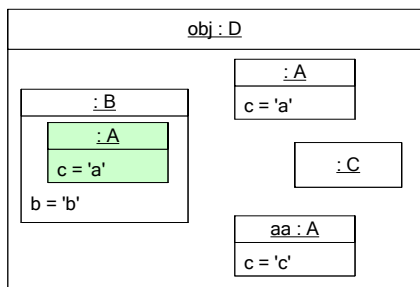 obj : D
: B
: A
c = 'a'
b = 'b'
: A
c = 'a'
: C
aa : A
c = 'c'